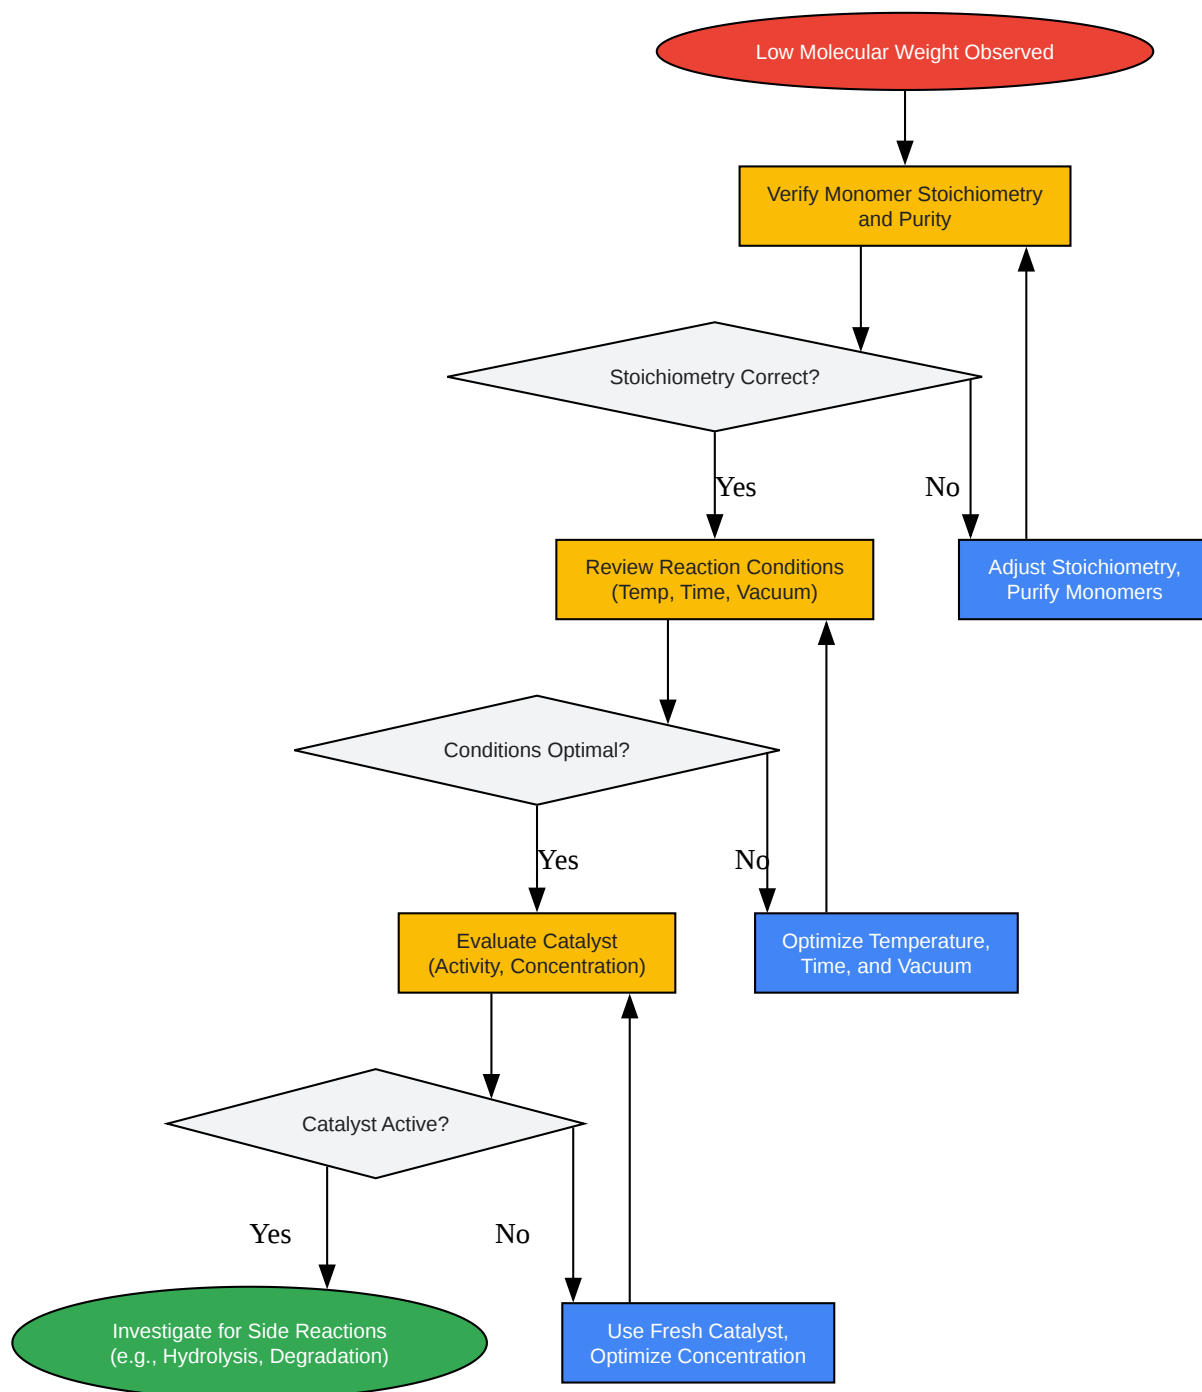 Low Molecular Weight Observed
Verify Monomer Stoichiometry
and Purity
Stoichiometry Correct?
Yes
No
Review Reaction Conditions
(Temp, Time, Vacuum)
Adjust Stoichiometry,
Purify Monomers
Conditions Optimal?
Yes
No
Evaluate Catalyst
(Activity, Concentration)
Optimize Temperature,
Time, and Vacuum
Catalyst Active?
Yes
No
Investigate for Side Reactions
(e.g., Hydrolysis, Degradation)
Use Fresh Catalyst,
Optimize Concentration